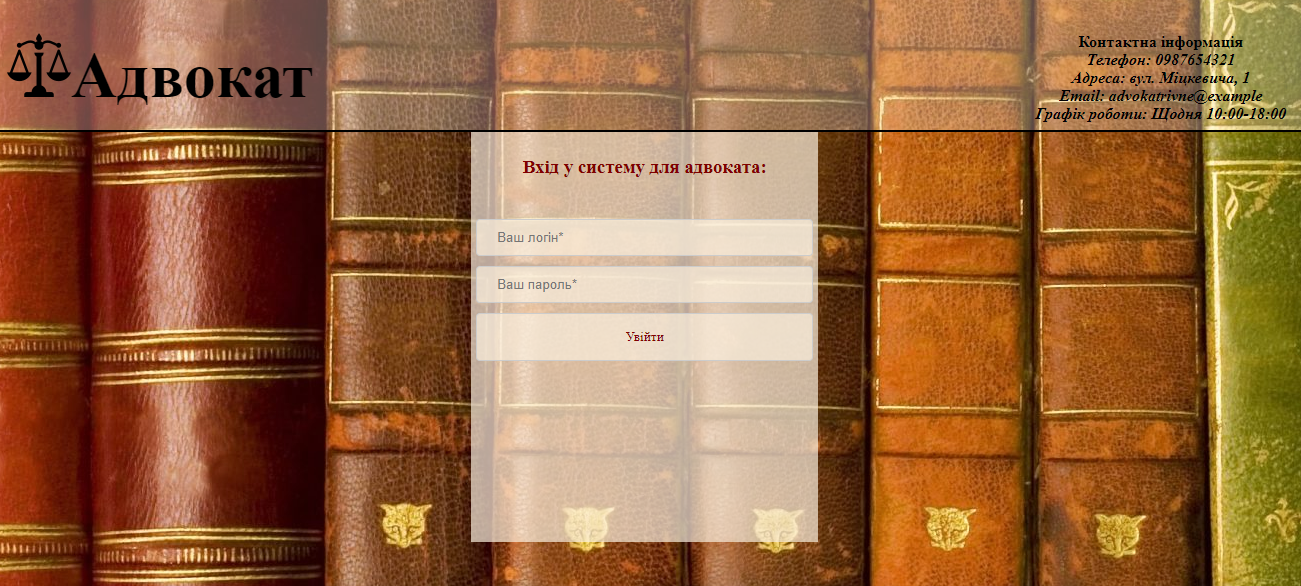 Адвокат
Контактна інформація
Телефон: 0987654321
Адреса: вул. Міцкевича, 1
Email: advokatrivne@example
Графік роботи: Щодня 10:00-18:00
Вхід у систему для адвоката:
Ваш логін*
Ваш пароль*
Увійти